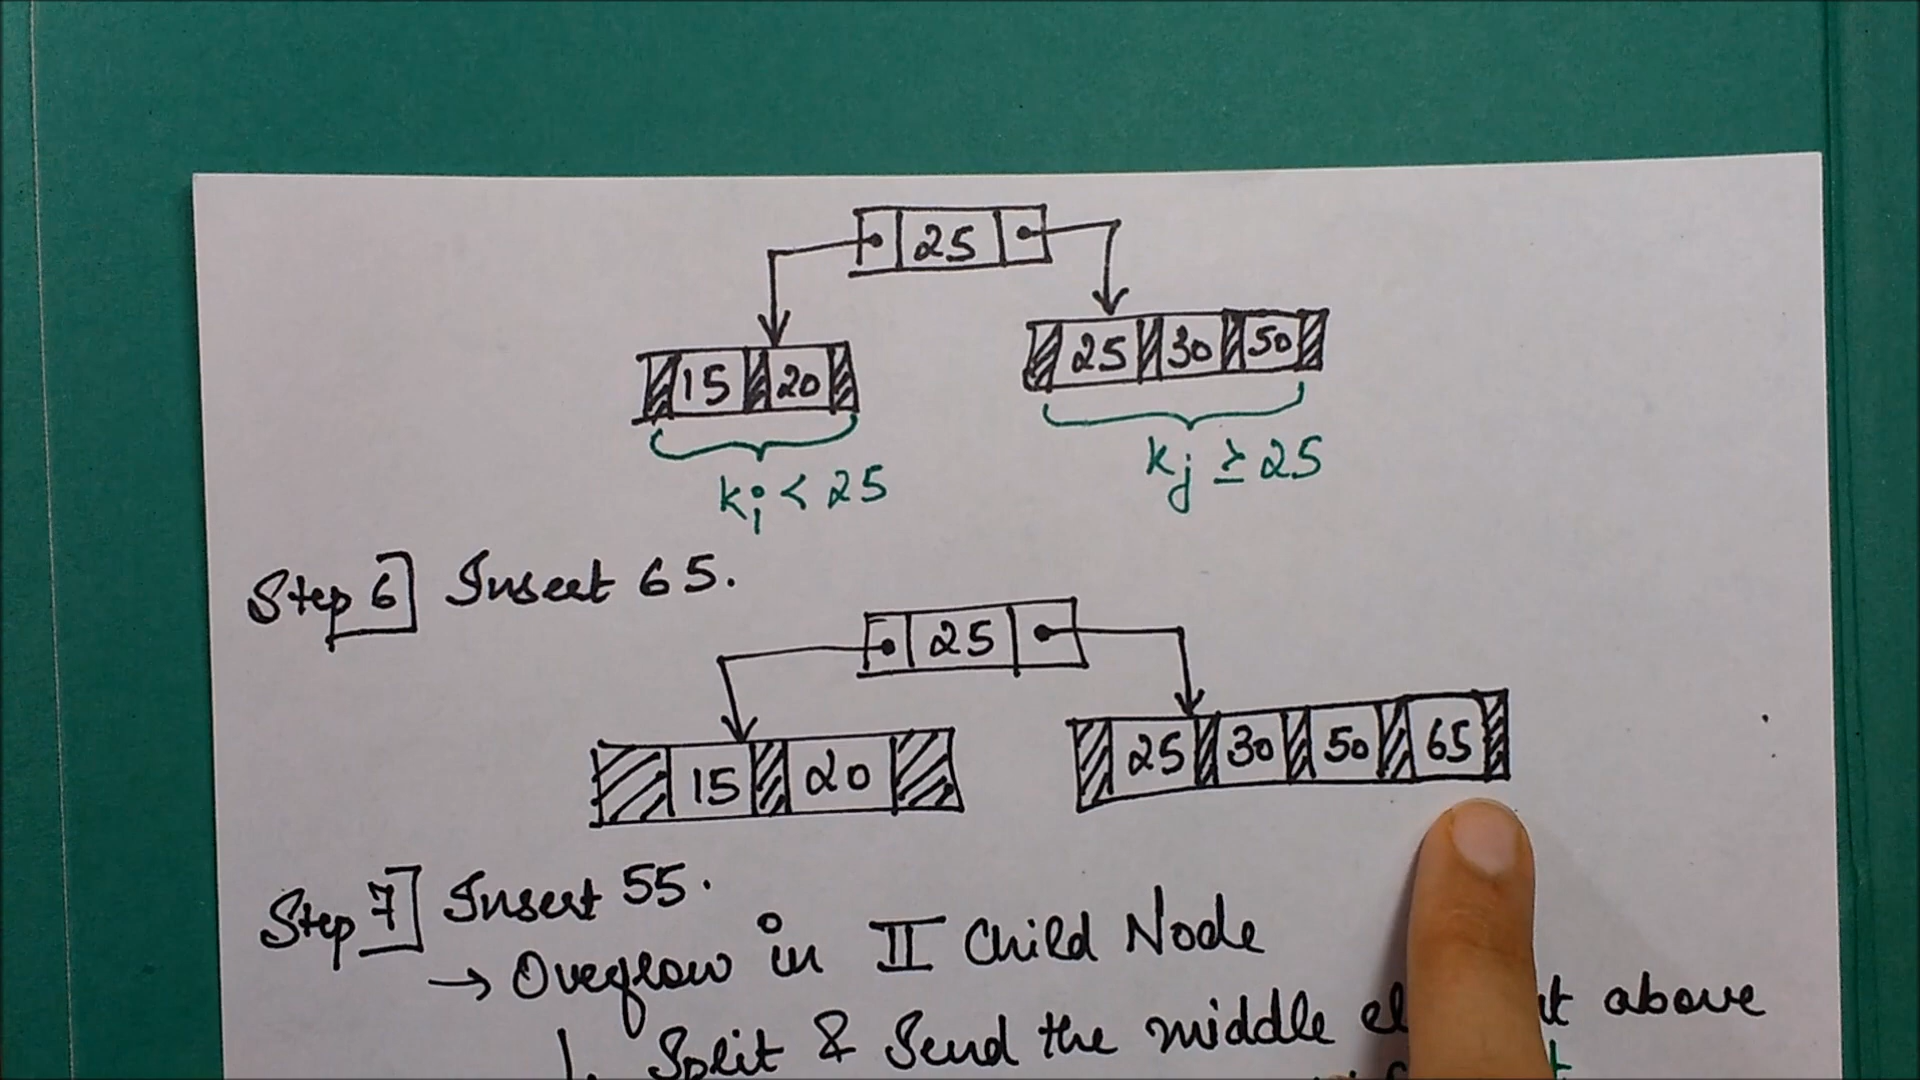 25
15 20 25 30 50
Ki < 25 Kj ≥ 25
Step 6] Insert 65.
25
15 20 25 30 50 65
Step 7] Insert 55.
→ Overflow in II Child Node
Split & Send the middle above